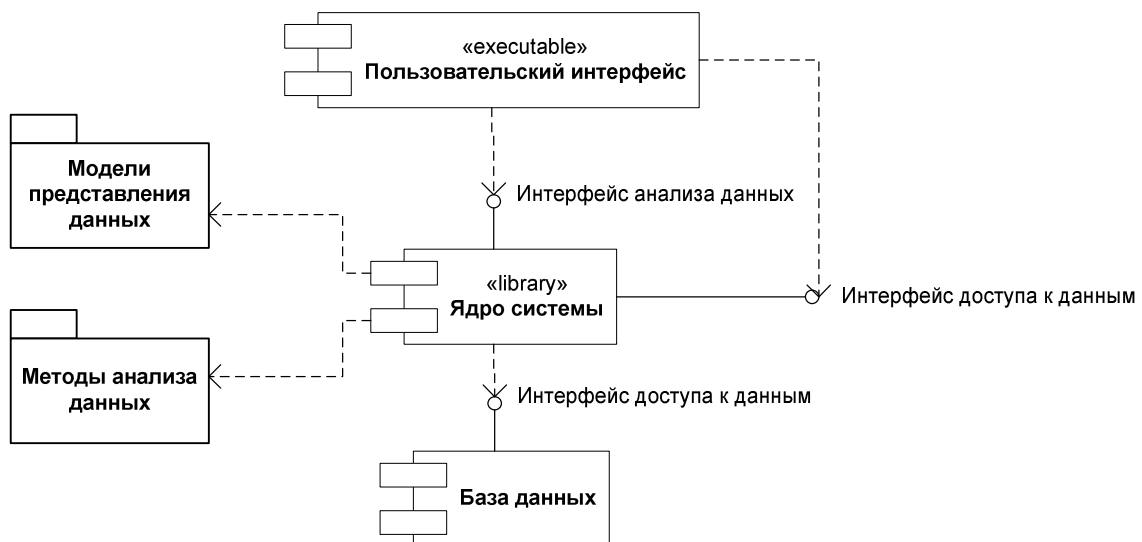 «executable»
Пользовательский интерфейс
Модели
представления
данных
Интерфейс анализа данных
«library»
Ядро системы
Интерфейс доступа к данным
Методы анализа
данных
Интерфейс доступа к данным
База данных